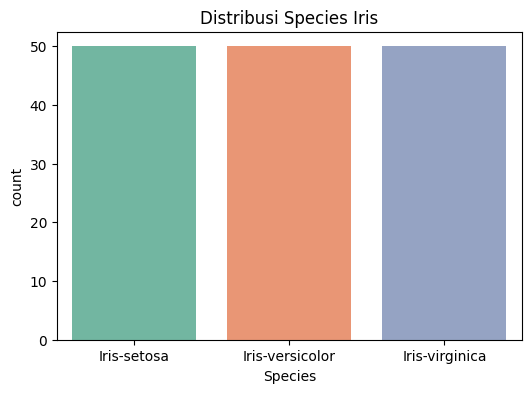 Distribusi Species Iris
count
50
40
30
20
10
0
Iris-setosa
Iris-versicolor
Iris-virginica
Species